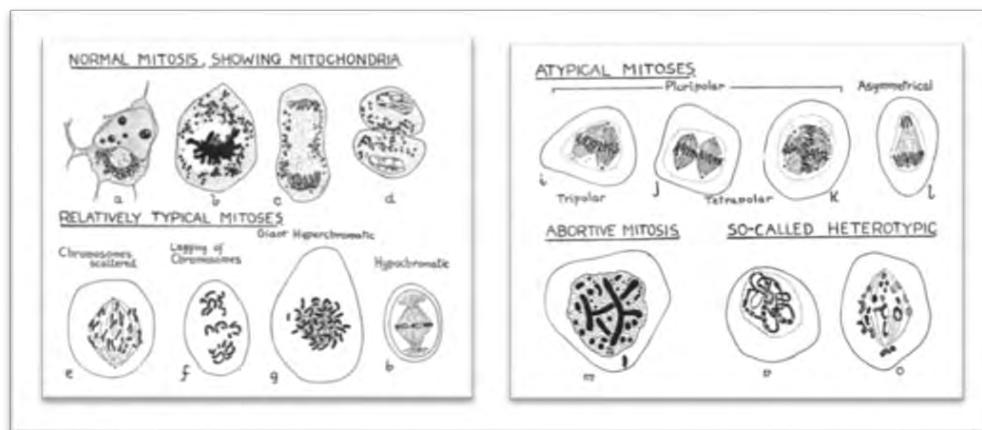 NORMAL MITOSIS, SHOWING MITOCHONDRIA
a
b
c
d
RELATIVELY TYPICAL MITOSES
Chromosomes scattered
Lagging of Chromosomes
Giant Hyperchromatic
Hypochromatic
e
f
g
h
ATYPICAL MITOSES
Pluripolar
Asymmetrical
i
j
k
l
Tripolar
Tetrapolar
ABORTIVE MITOSIS
SO-CALLED HETEROTYPIC
m
n
o